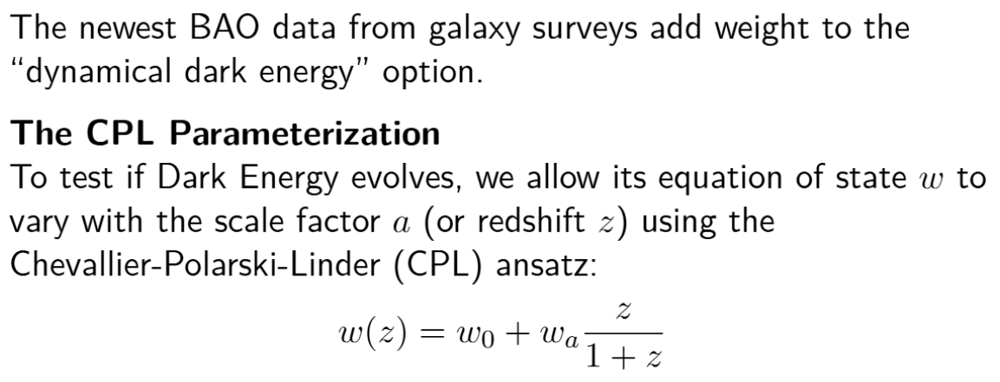 The newest BAO data from galaxy surveys add weight to the
“dynamical dark energy” option.
The CPL Parameterization
To test if Dark Energy evolves, we allow its equation of state w to
vary with the scale factor a (or redshift z) using the
Chevallier-Polarski-Linder (CPL) ansatz:
w(z) = w₀ + wₐ z/(1 + z)